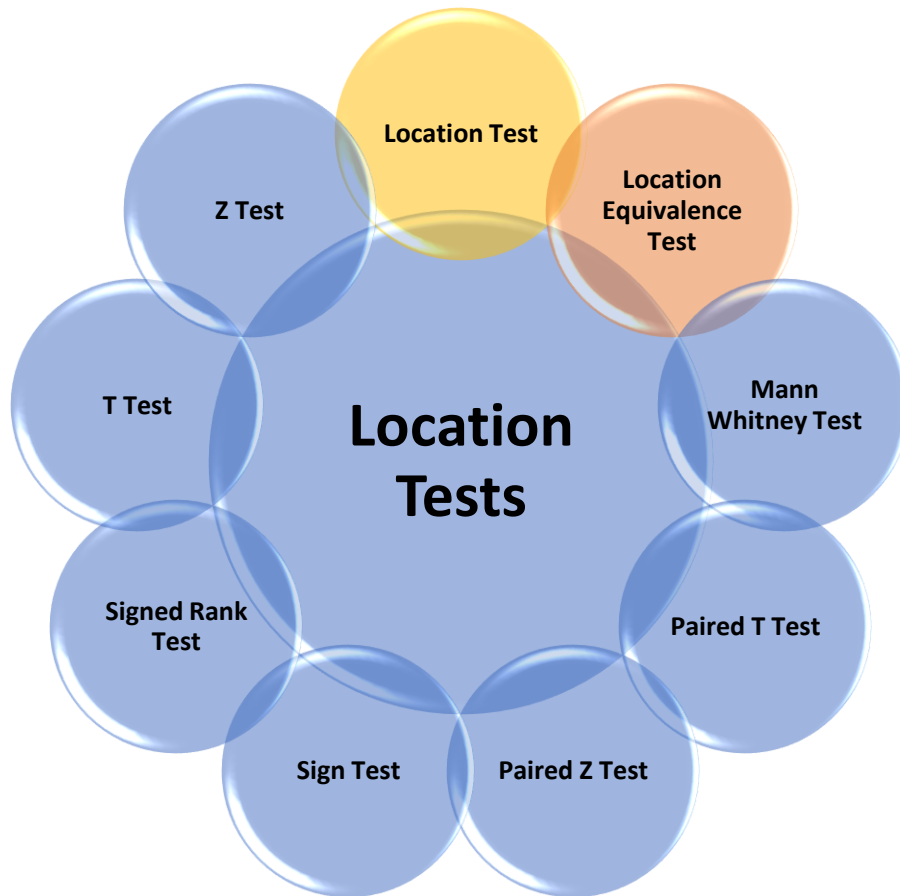 Location Test
Location
Equivalence
Test
Mann
Whitney Test
Paired T Test
Paired Z Test
Sign Test
Signed Rank
Test
T Test
Z Test
Location
Tests